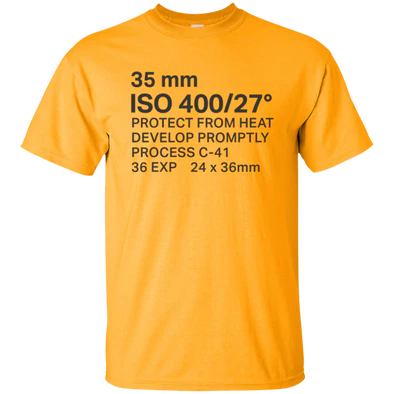 35 mm
ISO 400/27°
PROTECT FROM HEAT
DEVELOP PROMPTLY
PROCESS C-41
36 EXP 24 x 36mm